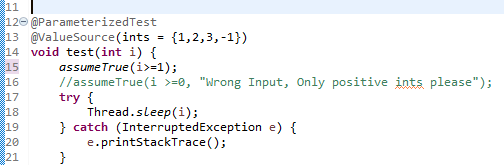 11
12 @ParameterizedTest
13 @ValueSource(ints = {1,2,3,-1})
14 void test(int i) {
15 assumeTrue(i>=1);
16 //assumeTrue(i >=0, "Wrong Input, Only positive ints please");
17 try {
18 Thread.sleep(i);
19 } catch (InterruptedException e) {
20 e.printStackTrace();
21 }